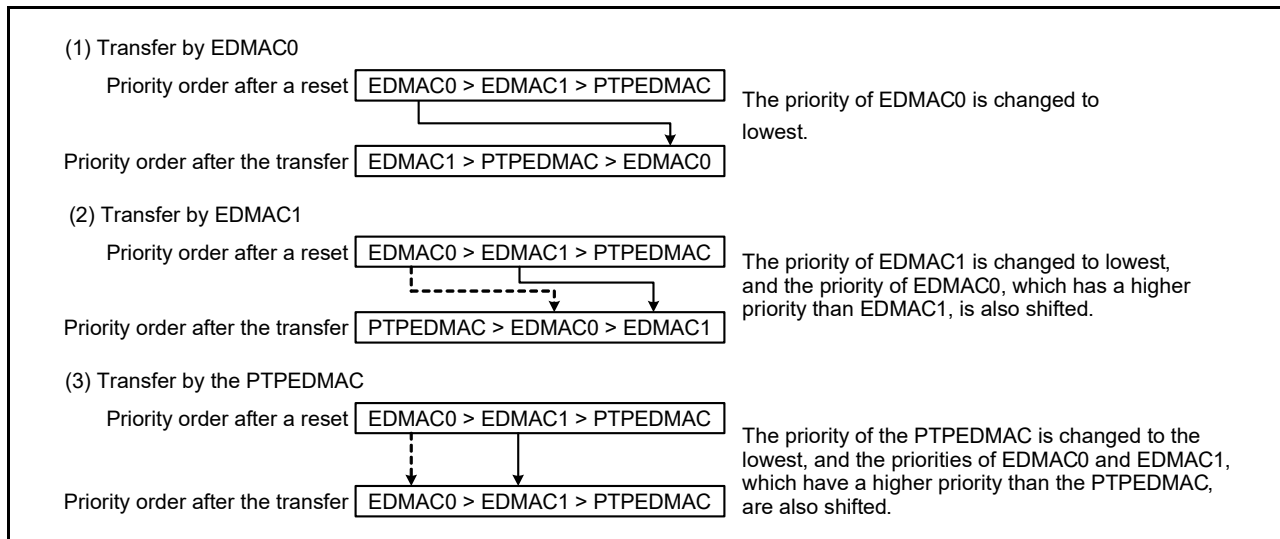 (1) Transfer by EDMAC0
Priority order after a reset EDMAC0 > EDMAC1 > PTPEDMAC
The priority of EDMAC0 is changed to
lowest.
Priority order after the transfer EDMAC1 > PTPEDMAC > EDMAC0
(2) Transfer by EDMAC1
Priority order after a reset EDMAC0 > EDMAC1 > PTPEDMAC
The priority of EDMAC1 is changed to lowest,
and the priority of EDMAC0, which has a higher
priority than EDMAC1, is also shifted.
Priority order after the transfer PTPEDMAC > EDMAC0 > EDMAC1
(3) Transfer by the PTPEDMAC
Priority order after a reset EDMAC0 > EDMAC1 > PTPEDMAC
The priority of the PTPEDMAC is changed to the
lowest, and the priorities of EDMAC0 and EDMAC1,
which have a higher priority than the PTPEDMAC,
are also shifted.
Priority order after the transfer EDMAC0 > EDMAC1 > PTPEDMAC